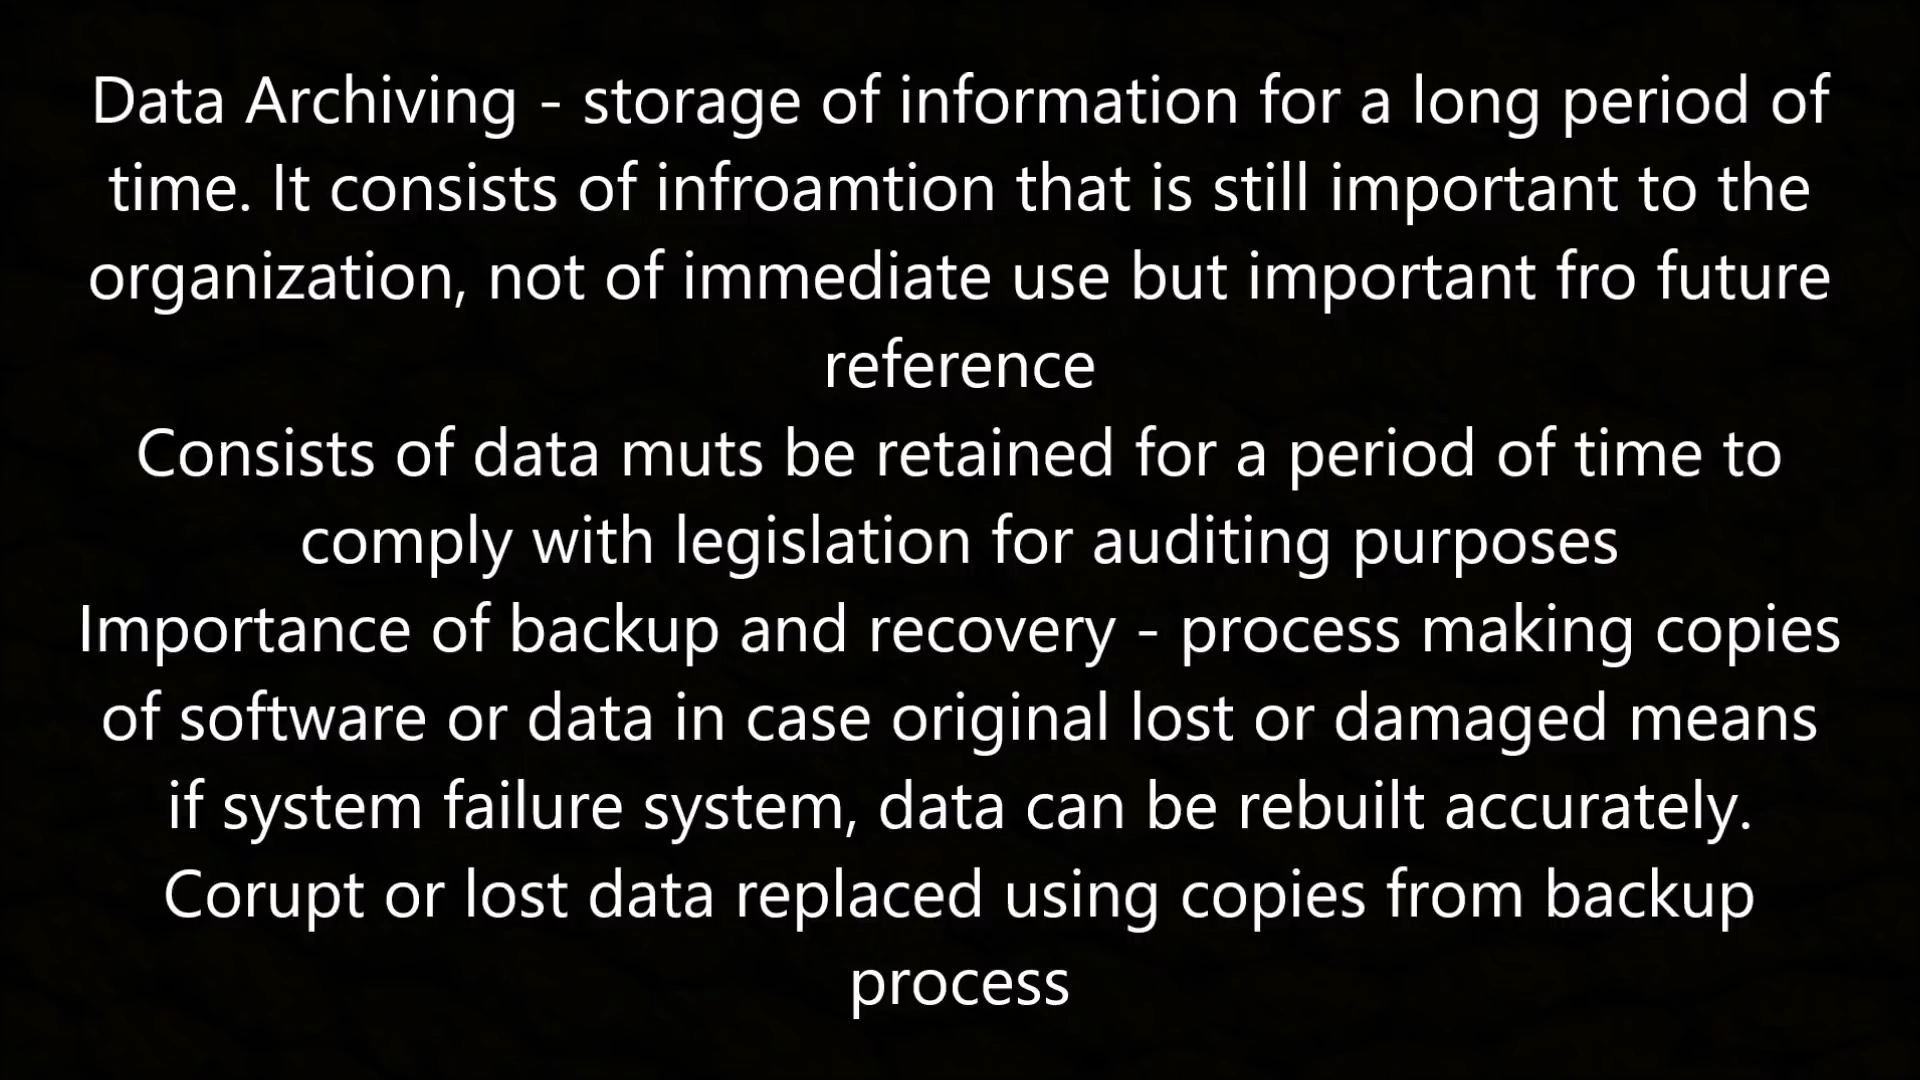 Data Archiving - storage of information for a long period of
time. It consists of infroamtion that is still important to the
organization, not of immediate use but important fro future
reference
Consists of data muts be retained for a period of time to
comply with legislation for auditing purposes
Importance of backup and recovery - process making copies
of software or data in case original lost or damaged means
if system failure system, data can be rebuilt accurately.
Corupt or lost data replaced using copies from backup
process